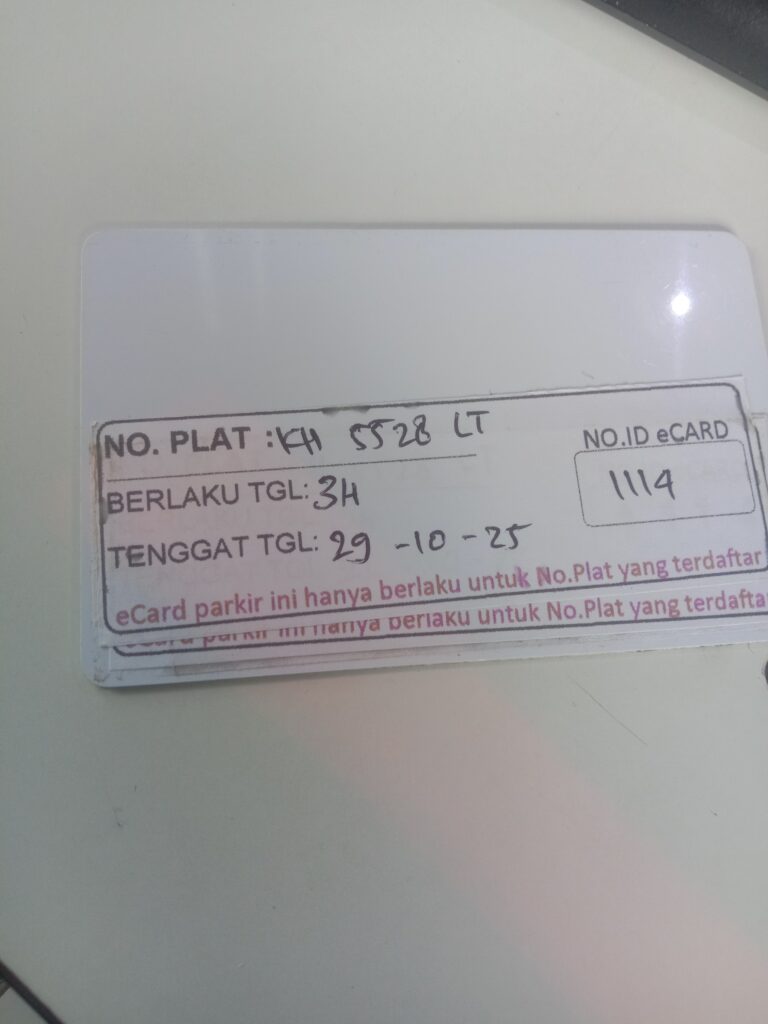 NO. PLAT : KH 5528 LT
NO.ID eCARD
1114
BERLAKU TGL: 3H
TENGGAT TGL: 29 -10 -25
eCard parkir ini hanya berlaku untuk No.Plat yang terdaftar
eCard parkir ini hanya berlaku untuk No.Plat yang terdaftar